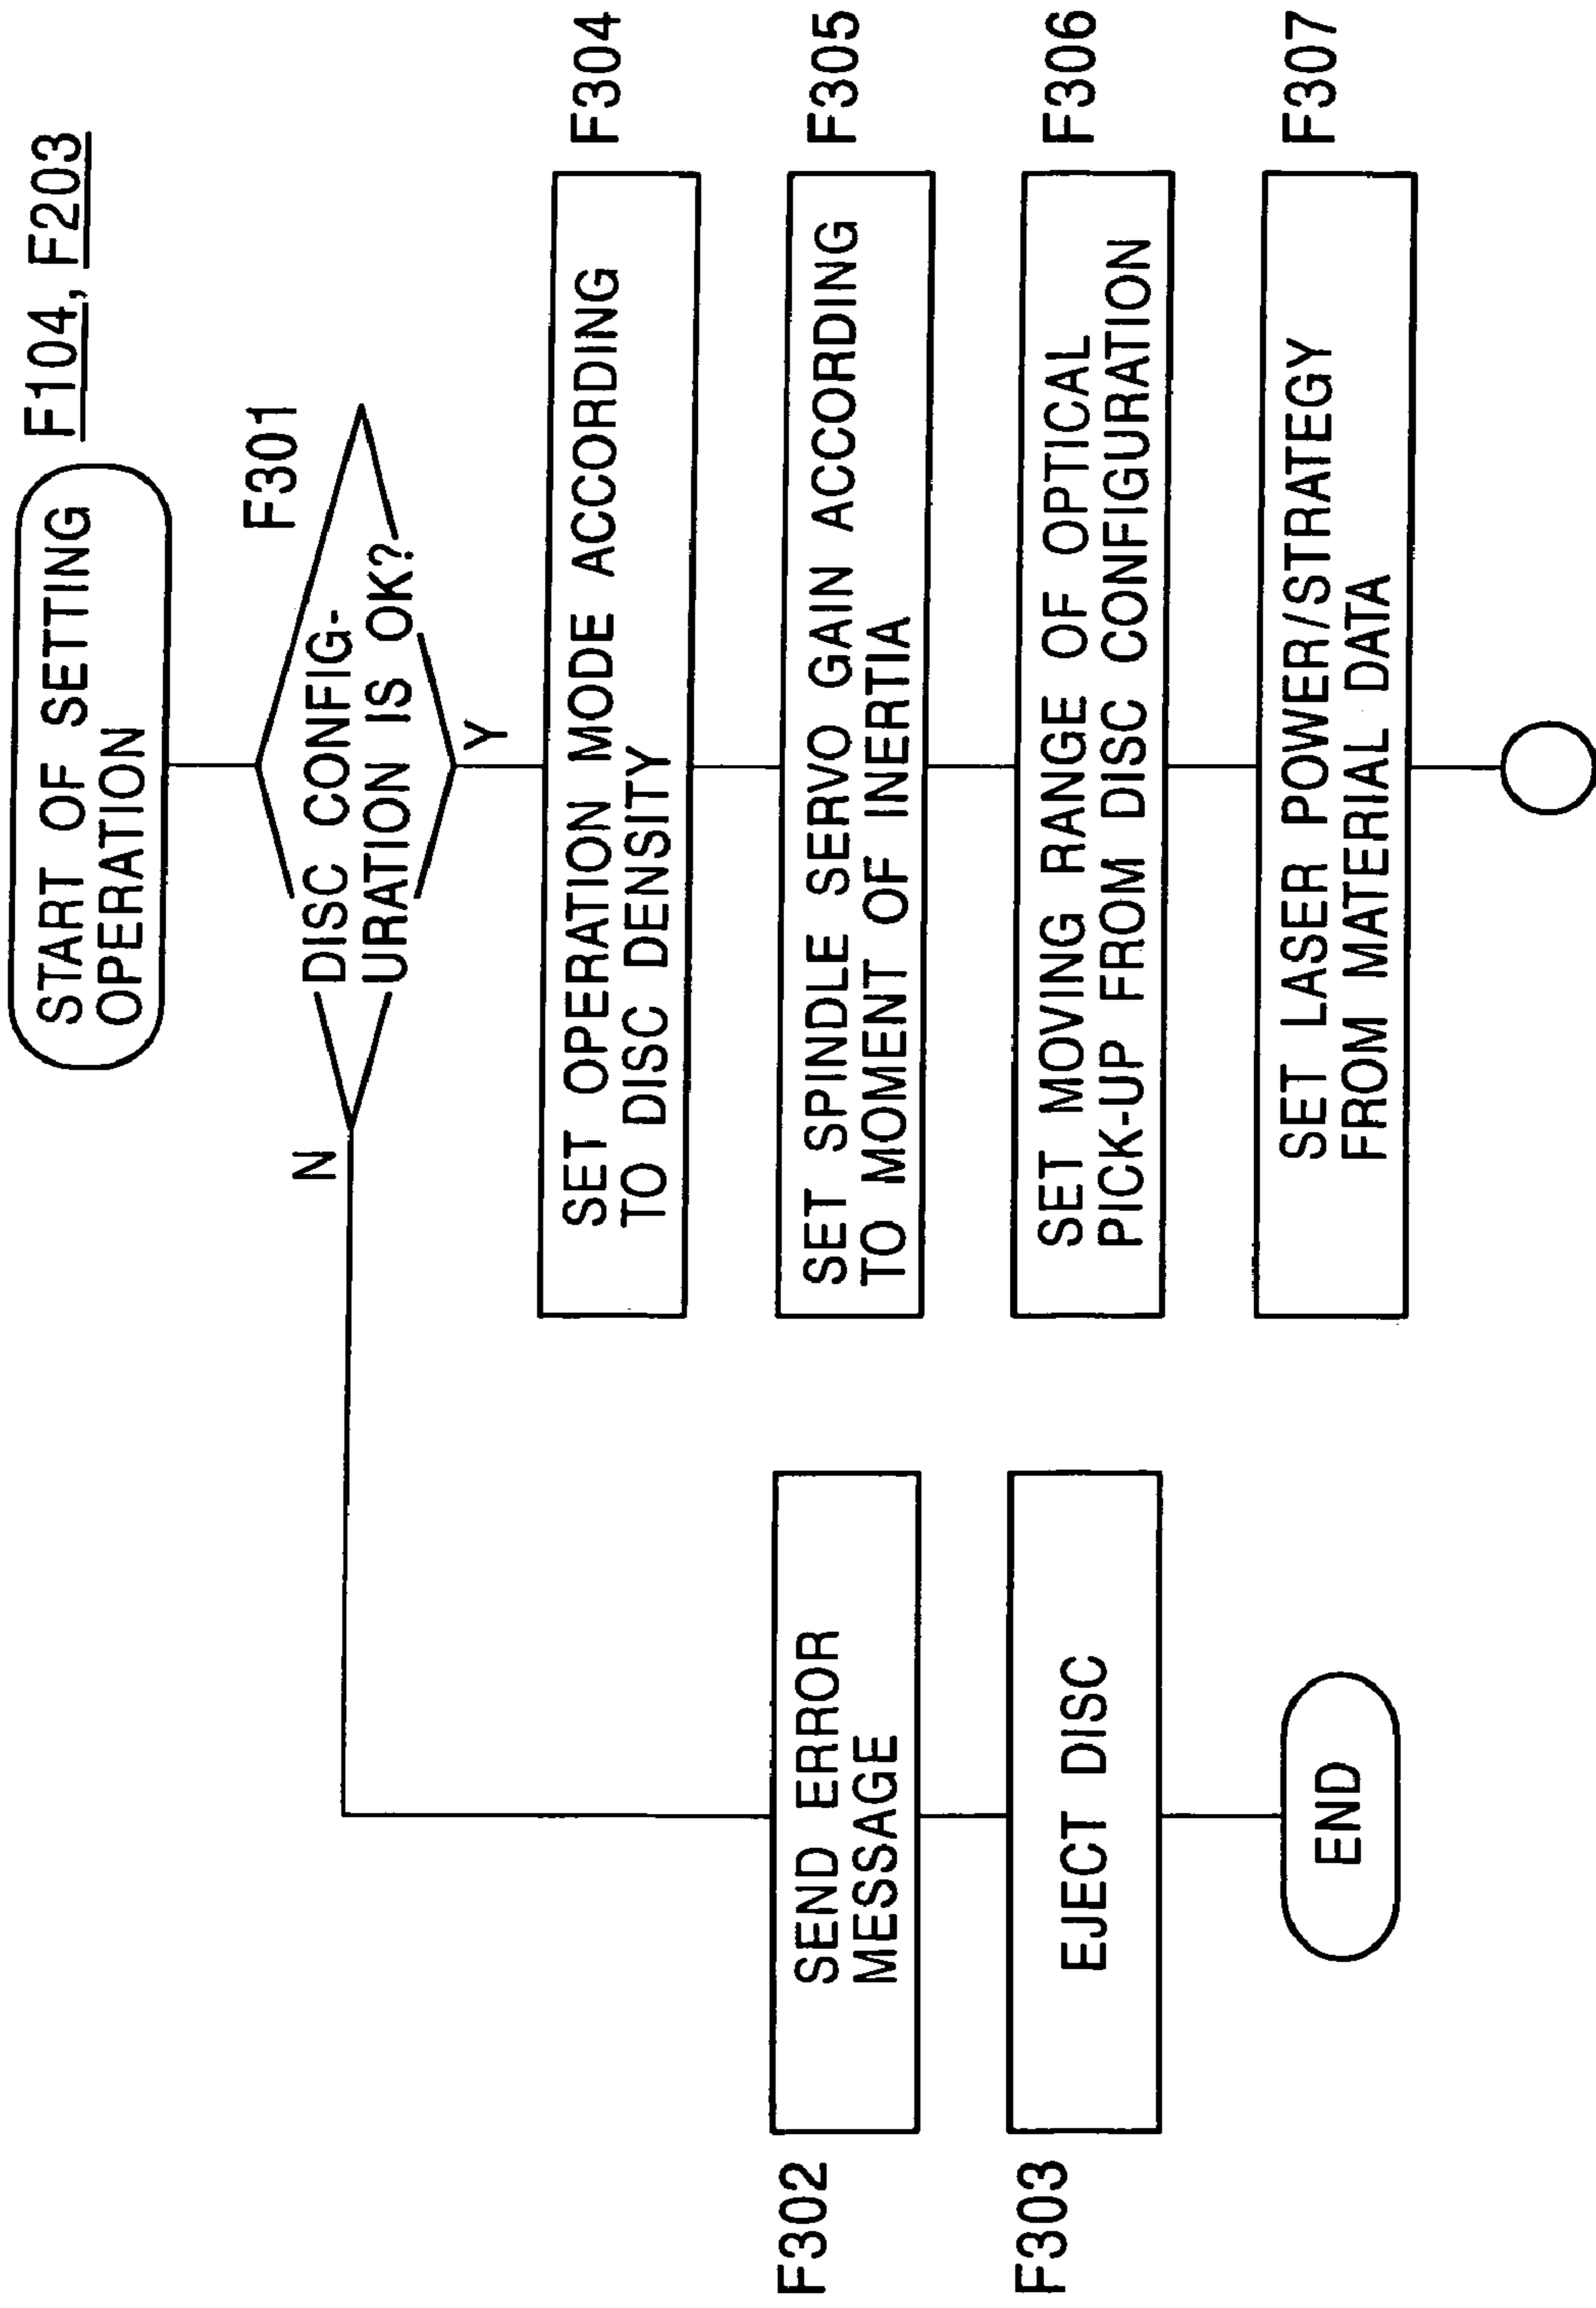 START OF SETTING
OPERATION
F104, F203
F301
DISC CONFIG-
URATION IS OK?
N
Y
SET OPERATION MODE ACCORDING
TO DISC DENSITY
F304
F302
SEND ERROR
MESSAGE
SET SPINDLE SERVO GAIN ACCORDING
TO MOMENT OF INERTIA
F305
F303
EJECT DISC
SET MOVING RANGE OF OPTICAL
PICK-UP FROM DISC CONFIGURATION
F306
END
SET LASER POWER/STRATEGY
FROM MATERIAL DATA
F307